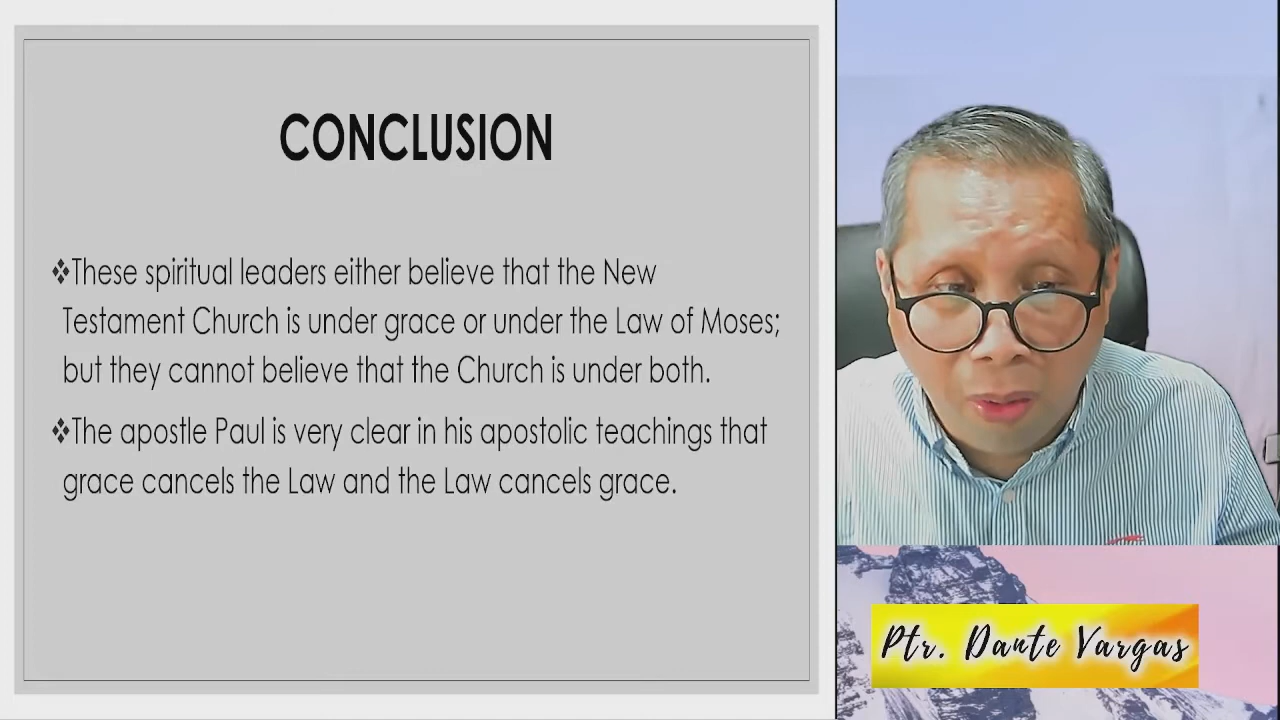 CONCLUSION
❖These spiritual leaders either believe that the New
Testament Church is under grace or under the Law of Moses;
but they cannot believe that the Church is under both.
❖The apostle Paul is very clear in his apostolic teachings that
grace cancels the Law and the Law cancels grace.
Ptr. Dante Vargas